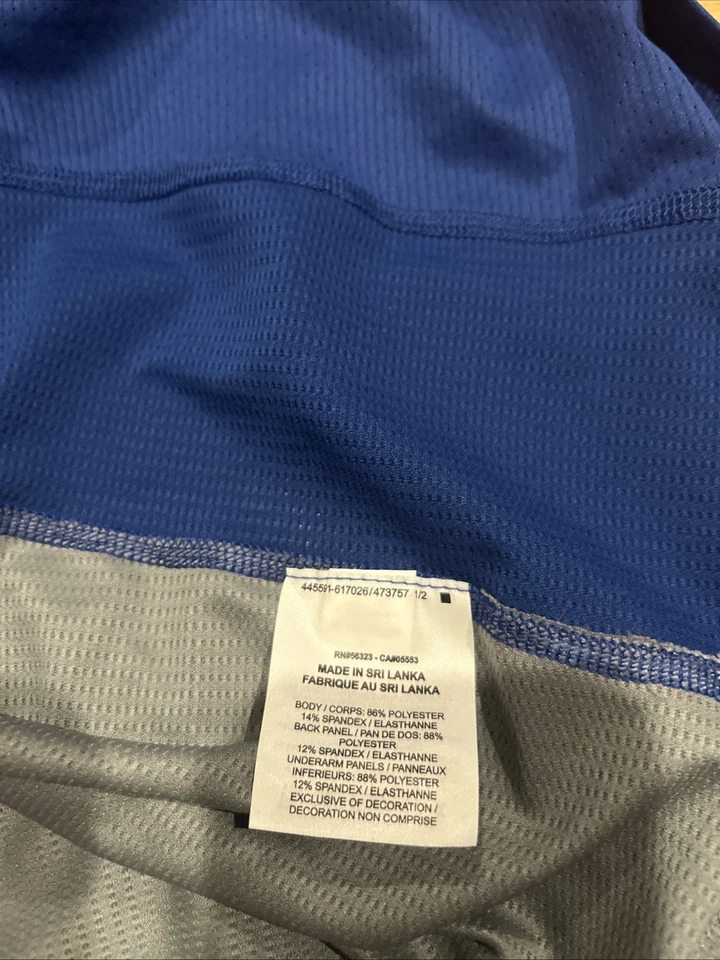 445591-617026/473757 1/2
RN#56323 - CA#05553
MADE IN SRI LANKA
FABRIQUE AU SRI LANKA
BODY / CORPS: 86% POLYESTER
14% SPANDEX / ELASTHANNE
BACK PANEL / PAN DE DOS: 88%
POLYESTER
12% SPANDEX / ELASTHANNE
UNDERARM PANELS / PANNEAUX
INFERIEURS: 88% POLYESTER
12% SPANDEX / ELASTHANNE
EXCLUSIVE OF DECORATION /
DECORATION NON COMPRISE